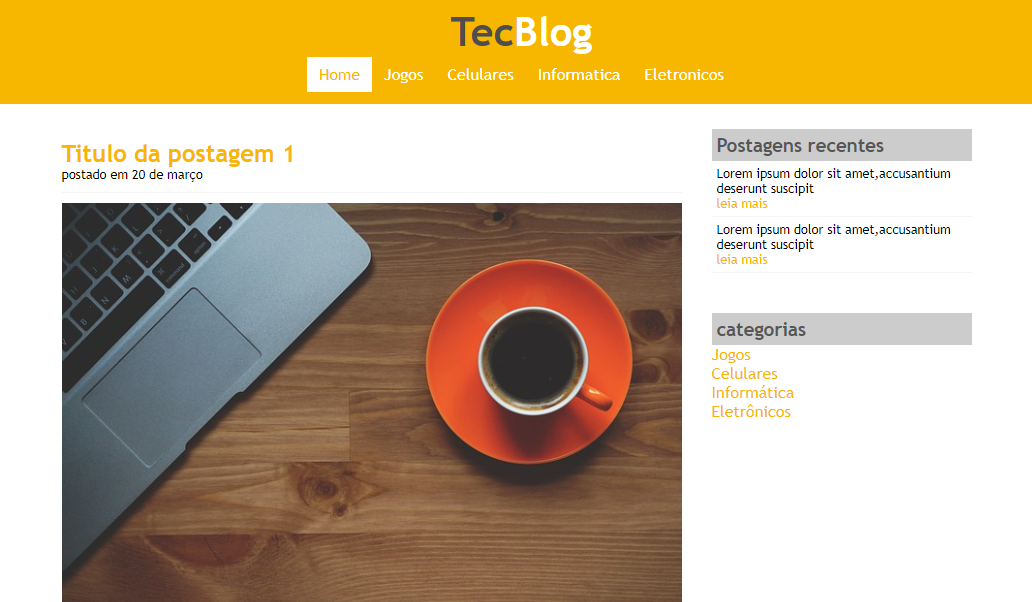 TecBlog
Home Jogos Celulares Informatica Eletronicos
Titulo da postagem 1
postado em 20 de março
Postagens recentes
Lorem ipsum dolor sit amet,accusantium
deserunt suscipit
leia mais
Lorem ipsum dolor sit amet,accusantium
deserunt suscipit
leia mais
categorias
Jogos
Celulares
Informática
Eletrônicos